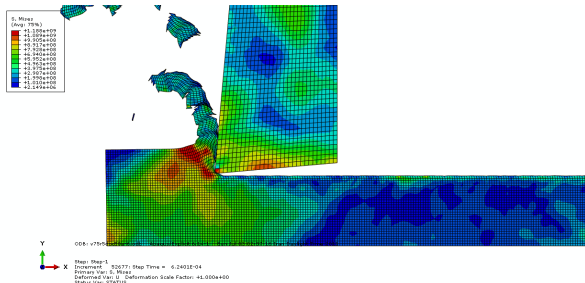 S, Mises
(Avg: 75%)
+1.188e+09
+1.089e+09
+9.905e+08
+8.917e+08
+7.928e+08
+6.940e+08
+5.952e+08
+4.963e+08
+3.975e+08
+2.987e+08
+1.998e+08
+1.010e+08
+2.149e+06
Y
X
ODB:
Step: Step-1
Increment 52677: Step Time = 6.2401E-04
Primary Var: S, Mises
Deformed Var: U Deformation Scale Factor: +1.000e+00
Status Var: STATUS